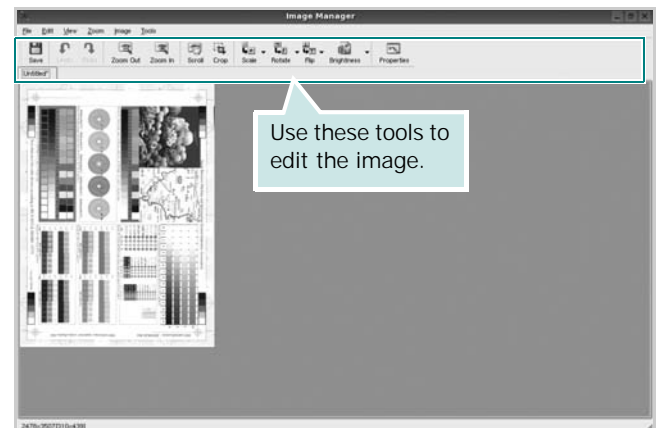 Image Manager
File Edit View Zoom Image Tools
Save Undo Redo Zoom Out Zoom In Scroll Crop Scale Rotate Flip Brightness Properties
Untitled*
Use these tools to
edit the image.